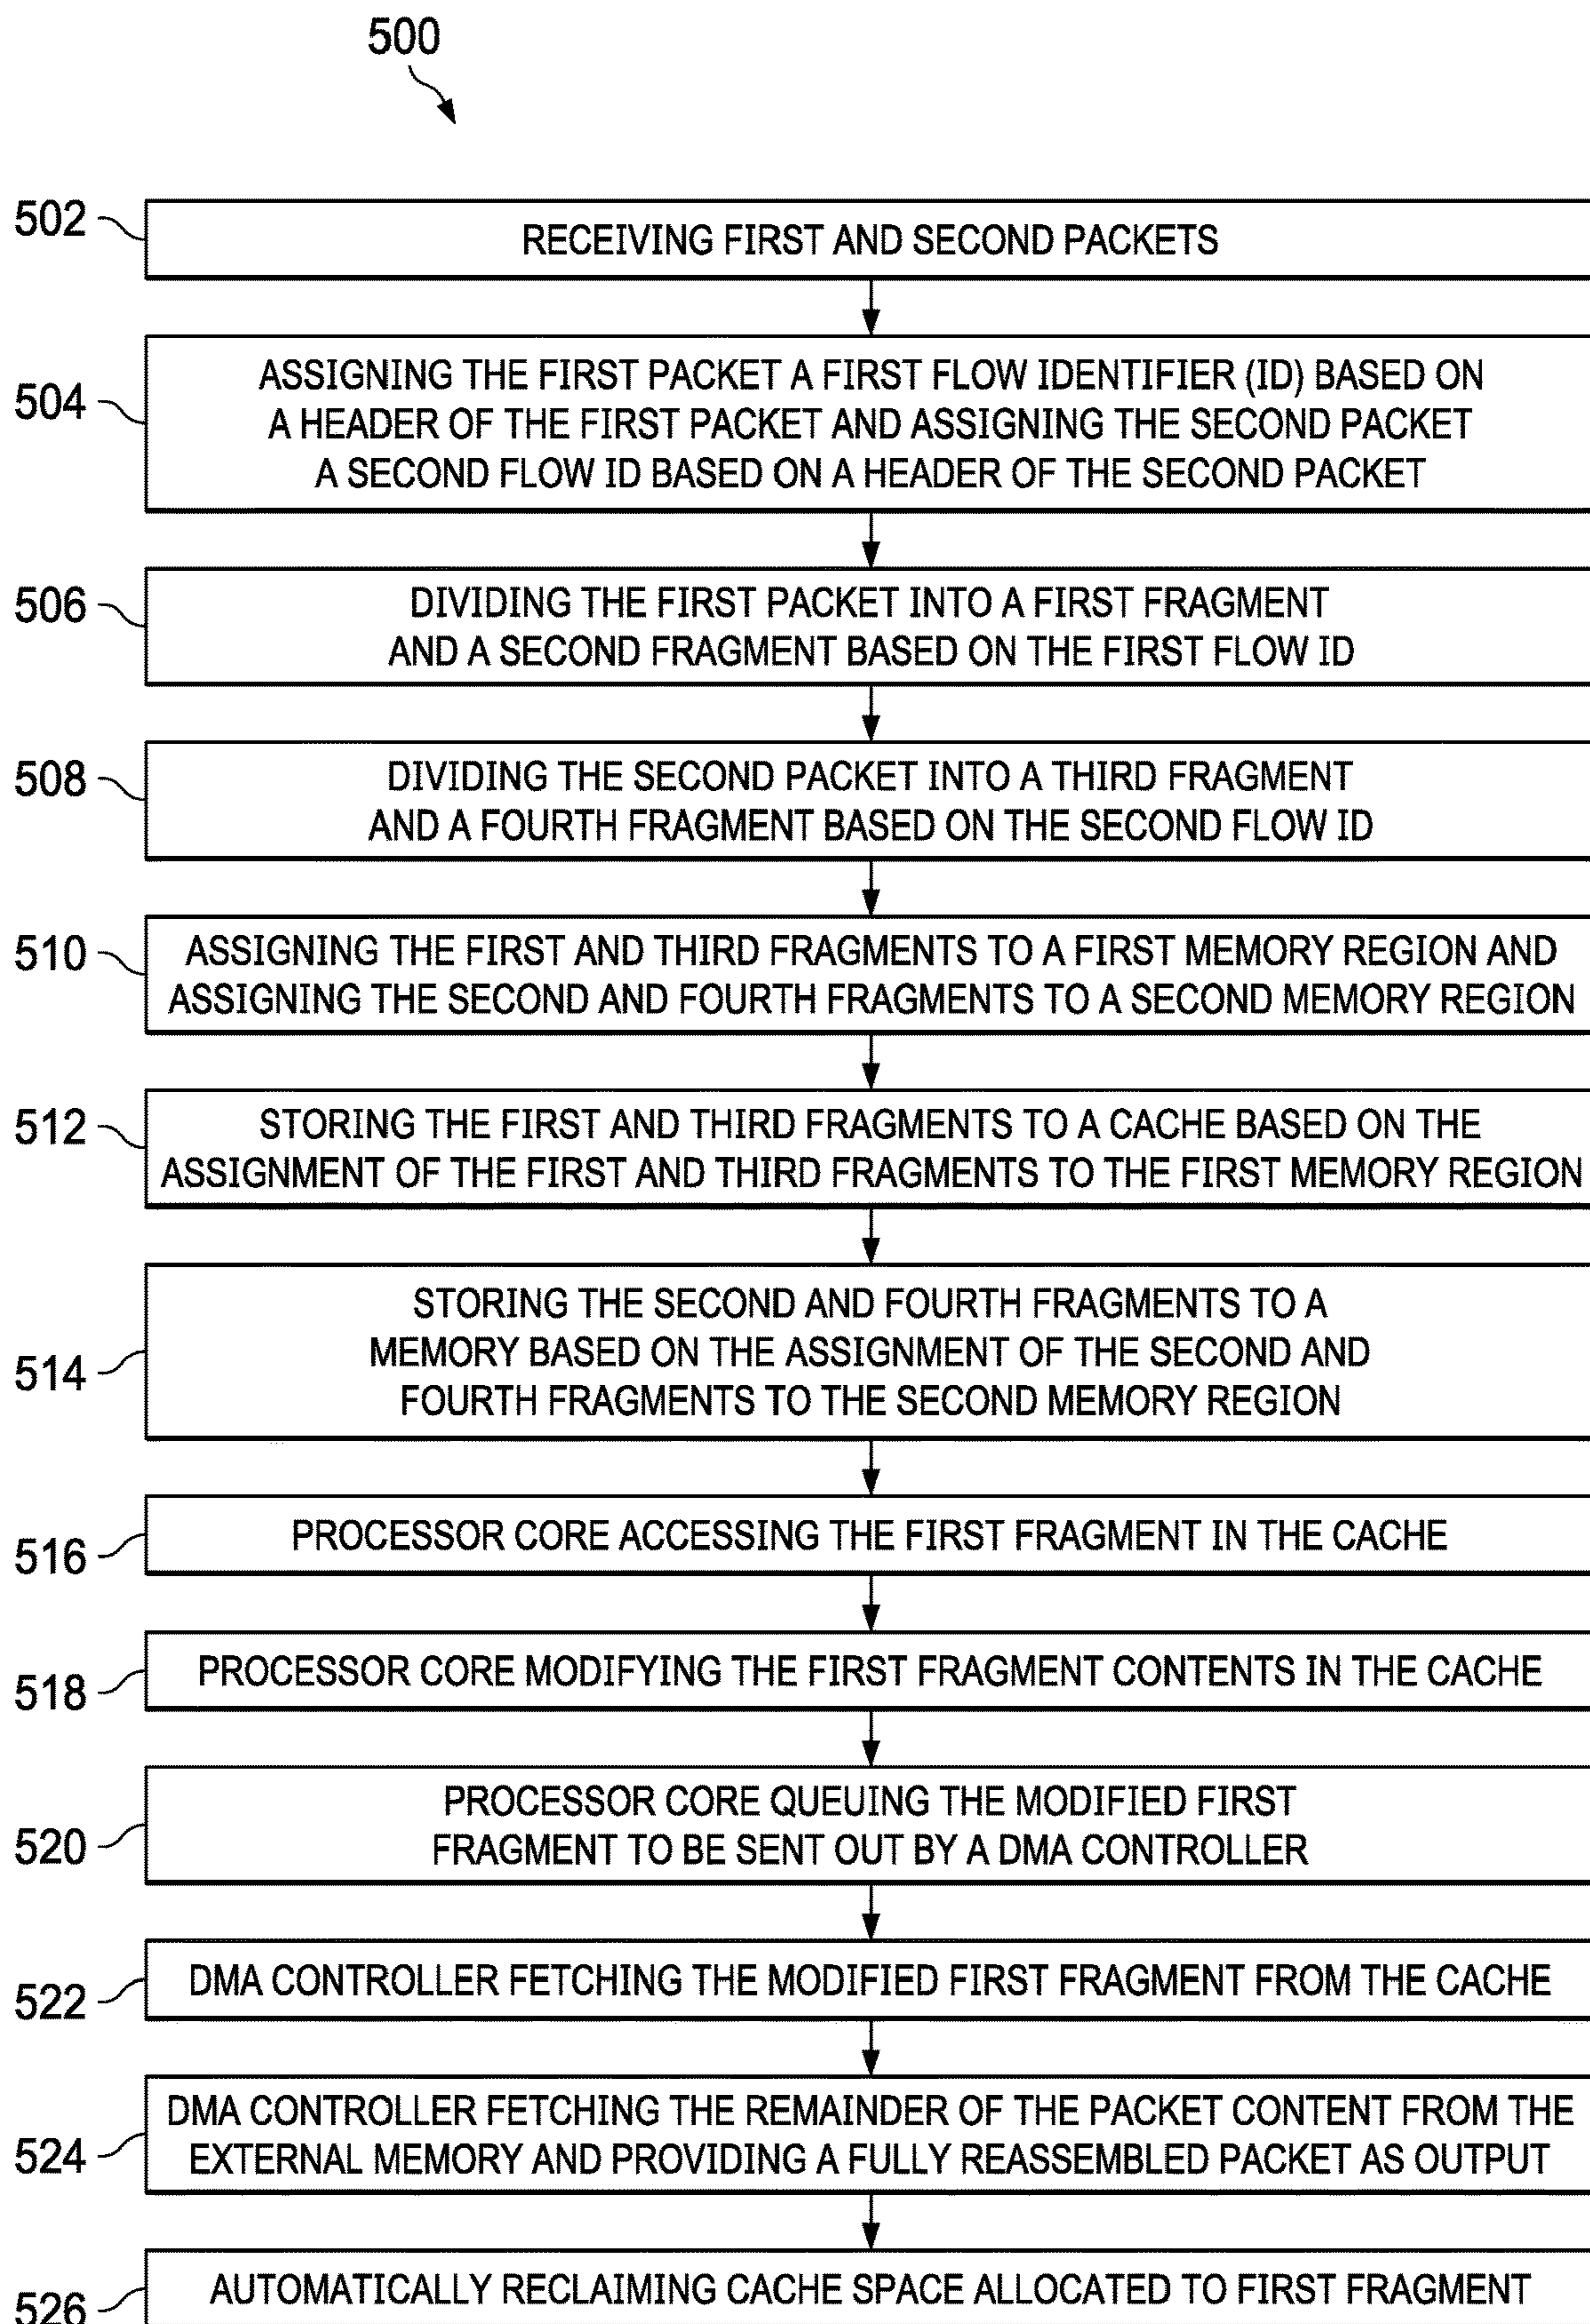 500
502
RECEIVING FIRST AND SECOND PACKETS
504
ASSIGNING THE FIRST PACKET A FIRST FLOW IDENTIFIER (ID) BASED ON
A HEADER OF THE FIRST PACKET AND ASSIGNING THE SECOND PACKET
A SECOND FLOW ID BASED ON A HEADER OF THE SECOND PACKET
506
DIVIDING THE FIRST PACKET INTO A FIRST FRAGMENT
AND A SECOND FRAGMENT BASED ON THE FIRST FLOW ID
508
DIVIDING THE SECOND PACKET INTO A THIRD FRAGMENT
AND A FOURTH FRAGMENT BASED ON THE SECOND FLOW ID
510
ASSIGNING THE FIRST AND THIRD FRAGMENTS TO A FIRST MEMORY REGION AND
ASSIGNING THE SECOND AND FOURTH FRAGMENTS TO A SECOND MEMORY REGION
512
STORING THE FIRST AND THIRD FRAGMENTS TO A CACHE BASED ON THE
ASSIGNMENT OF THE FIRST AND THIRD FRAGMENTS TO THE FIRST MEMORY REGION
514
STORING THE SECOND AND FOURTH FRAGMENTS TO A
MEMORY BASED ON THE ASSIGNMENT OF THE SECOND AND
FOURTH FRAGMENTS TO THE SECOND MEMORY REGION
516
PROCESSOR CORE ACCESSING THE FIRST FRAGMENT IN THE CACHE
518
PROCESSOR CORE MODIFYING THE FIRST FRAGMENT CONTENTS IN THE CACHE
520
PROCESSOR CORE QUEUING THE MODIFIED FIRST
FRAGMENT TO BE SENT OUT BY A DMA CONTROLLER
522
DMA CONTROLLER FETCHING THE MODIFIED FIRST FRAGMENT FROM THE CACHE
524
DMA CONTROLLER FETCHING THE REMAINDER OF THE PACKET CONTENT FROM THE
EXTERNAL MEMORY AND PROVIDING A FULLY REASSEMBLED PACKET AS OUTPUT
526
AUTOMATICALLY RECLAIMING CACHE SPACE ALLOCATED TO FIRST FRAGMENT